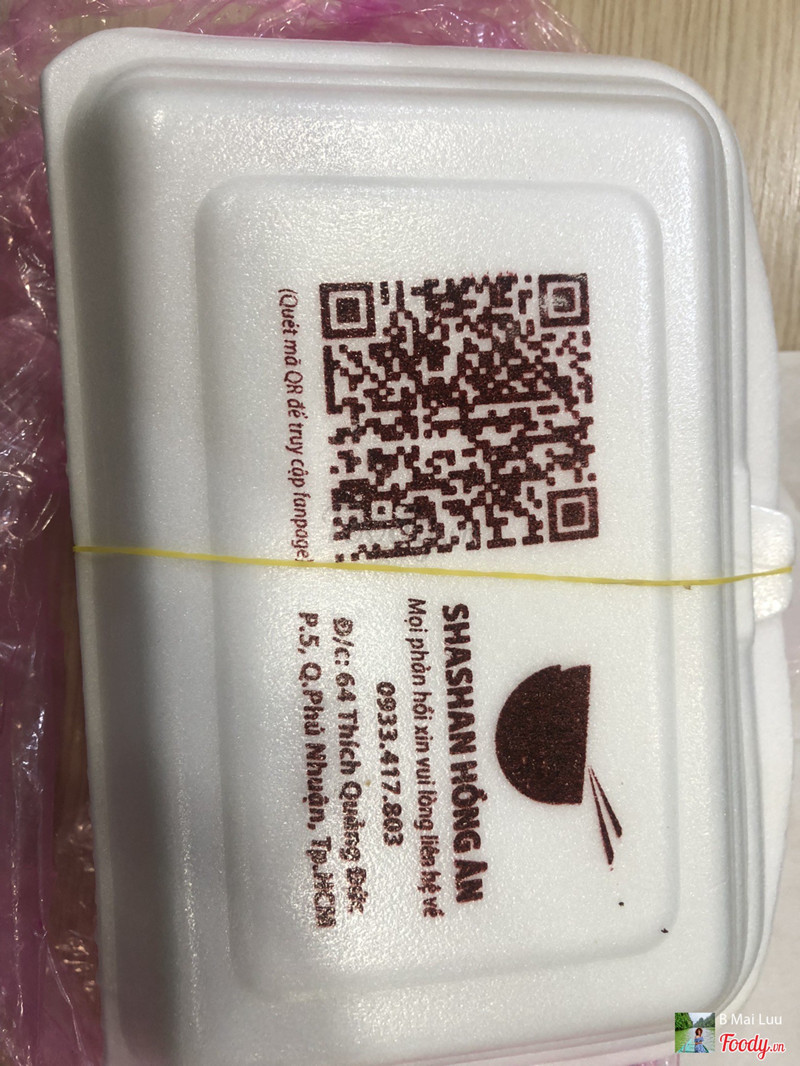 SHASHAN HỒNG ÂN
Mọi phản hồi xin vui lòng liên hệ về
0933.417.803
Đ/c: 64 Thích Quảng Đức
P.5, Q.Phú Nhuận, Tp.HCM
(Quét mã QR để truy cập fanpage)
B Mai Luu
Foody.vn